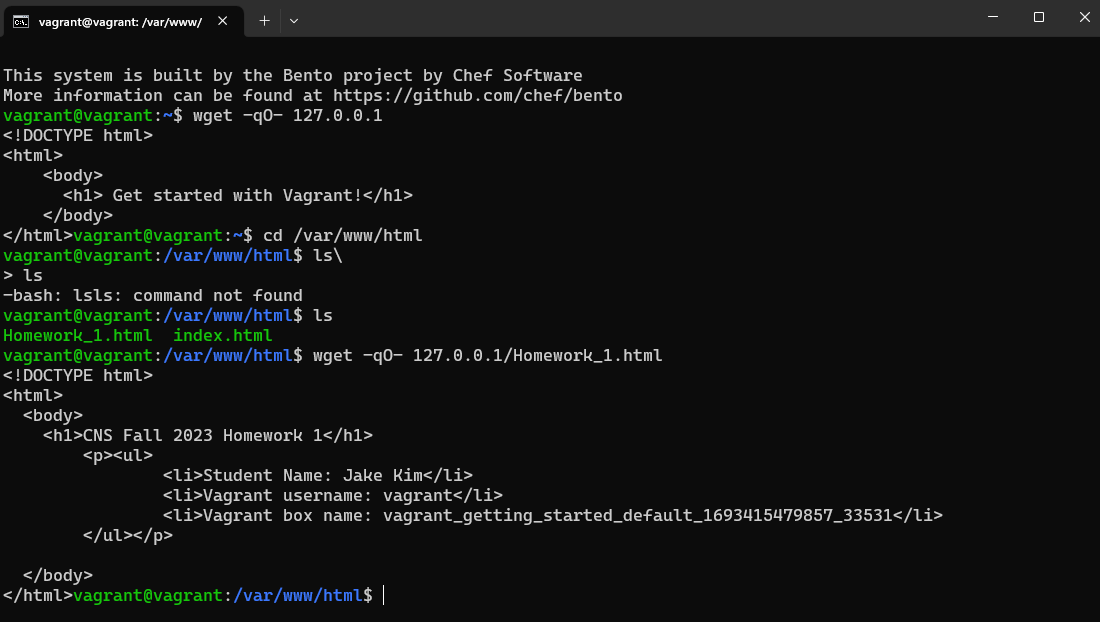 vagrant@vagrant: /var/www/
This system is built by the Bento project by Chef Software
More information can be found at https://github.com/chef/bento
vagrant@vagrant:~$ wget -qO- 127.0.0.1
<!DOCTYPE html>
<html>
    <body>
      <h1> Get started with Vagrant!</h1>
    </body>
</html>vagrant@vagrant:~$ cd /var/www/html
vagrant@vagrant:/var/www/html$ ls\
> ls
-bash: lsls: command not found
vagrant@vagrant:/var/www/html$ ls
Homework_1.html  index.html
vagrant@vagrant:/var/www/html$ wget -qO- 127.0.0.1/Homework_1.html
<!DOCTYPE html>
<html>
  <body>
    <h1>CNS Fall 2023 Homework 1</h1>
        <p><ul>
                <li>Student Name: Jake Kim</li>
                <li>Vagrant username: vagrant</li>
                <li>Vagrant box name: vagrant_getting_started_default_1693415479857_33531</li>
        </ul></p>

  </body>
</html>vagrant@vagrant:/var/www/html$